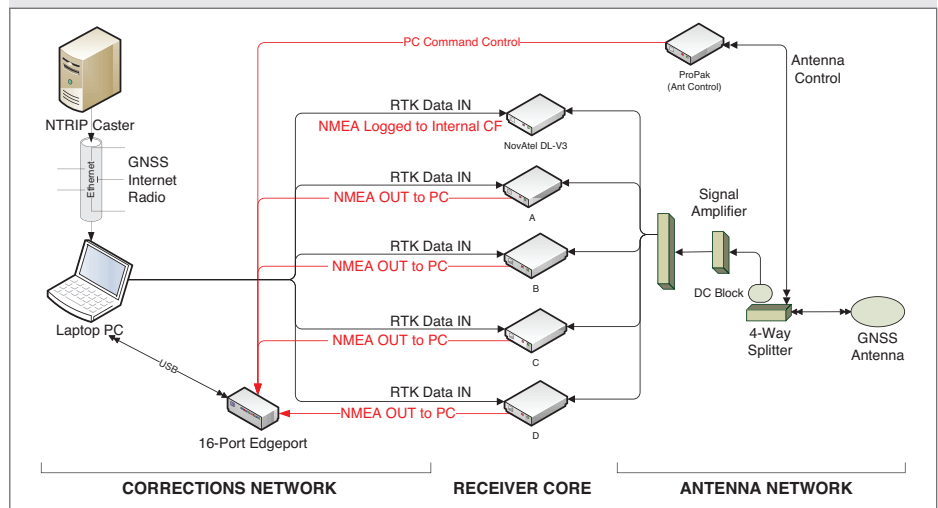 PC Command Control
ProPak
(Ant Control)
Antenna
Control
NTRIP Caster
Ethernet
GNSS
Internet
Radio
RTK Data IN
NMEA Logged to Internal CF
NovAtel DL-V3
RTK Data IN
NMEA OUT to PC
A
Signal
Amplifier
RTK Data IN
NMEA OUT to PC
B
DC Block
Laptop PC
4-Way
Splitter
GNSS
Antenna
RTK Data IN
NMEA OUT to PC
C
USB
RTK Data IN
NMEA OUT to PC
D
16-Port Edgeport
CORRECTIONS NETWORK
RECEIVER CORE
ANTENNA NETWORK